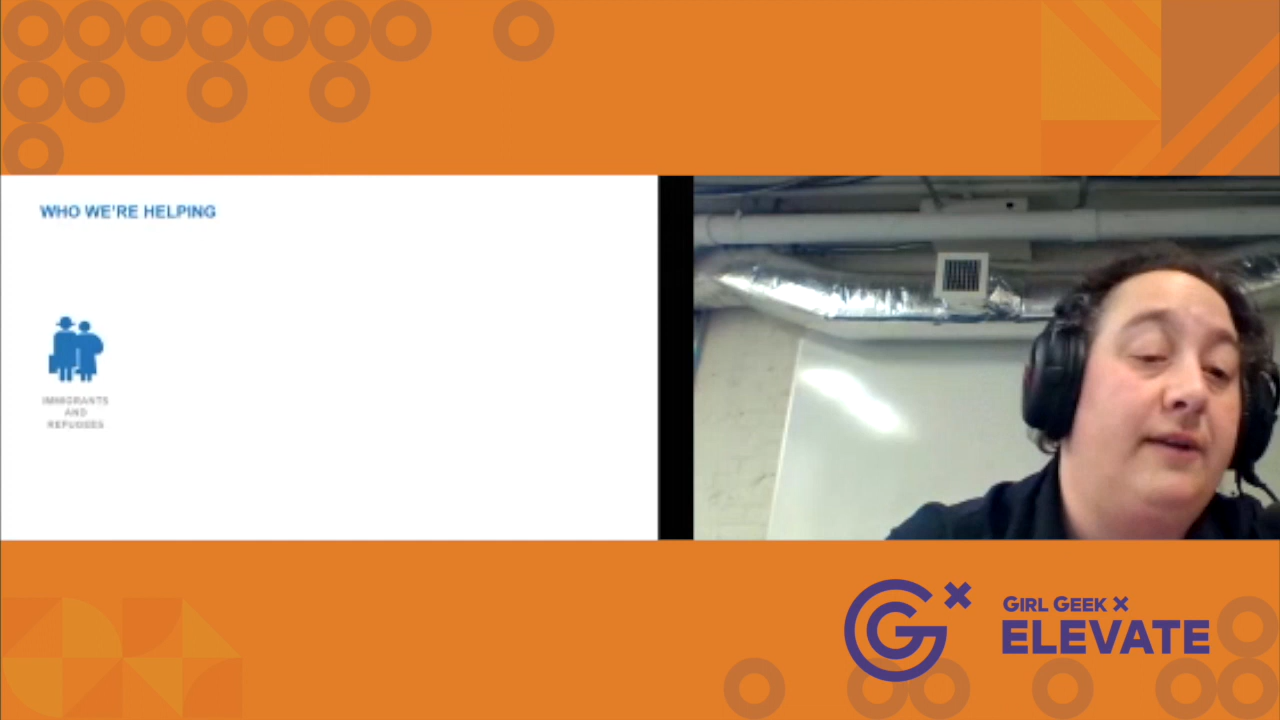 WHO WE'RE HELPING
IMMIGRANTS
AND
REFUGEES
GIRL GEEK X
ELEVATE